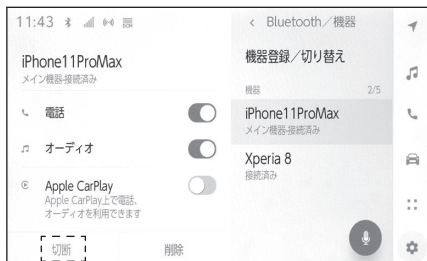 11:43
iPhone11ProMax
メイン機器-接続済み
電話
オーディオ
Apple CarPlay
Apple CarPlay上で電話、
オーディオを利用できます
切断
削除
< Bluetooth／機器
機器登録／切り替え
機器 2/5
iPhone11ProMax
メイン機器-接続済み
Xperia 8
接続済み